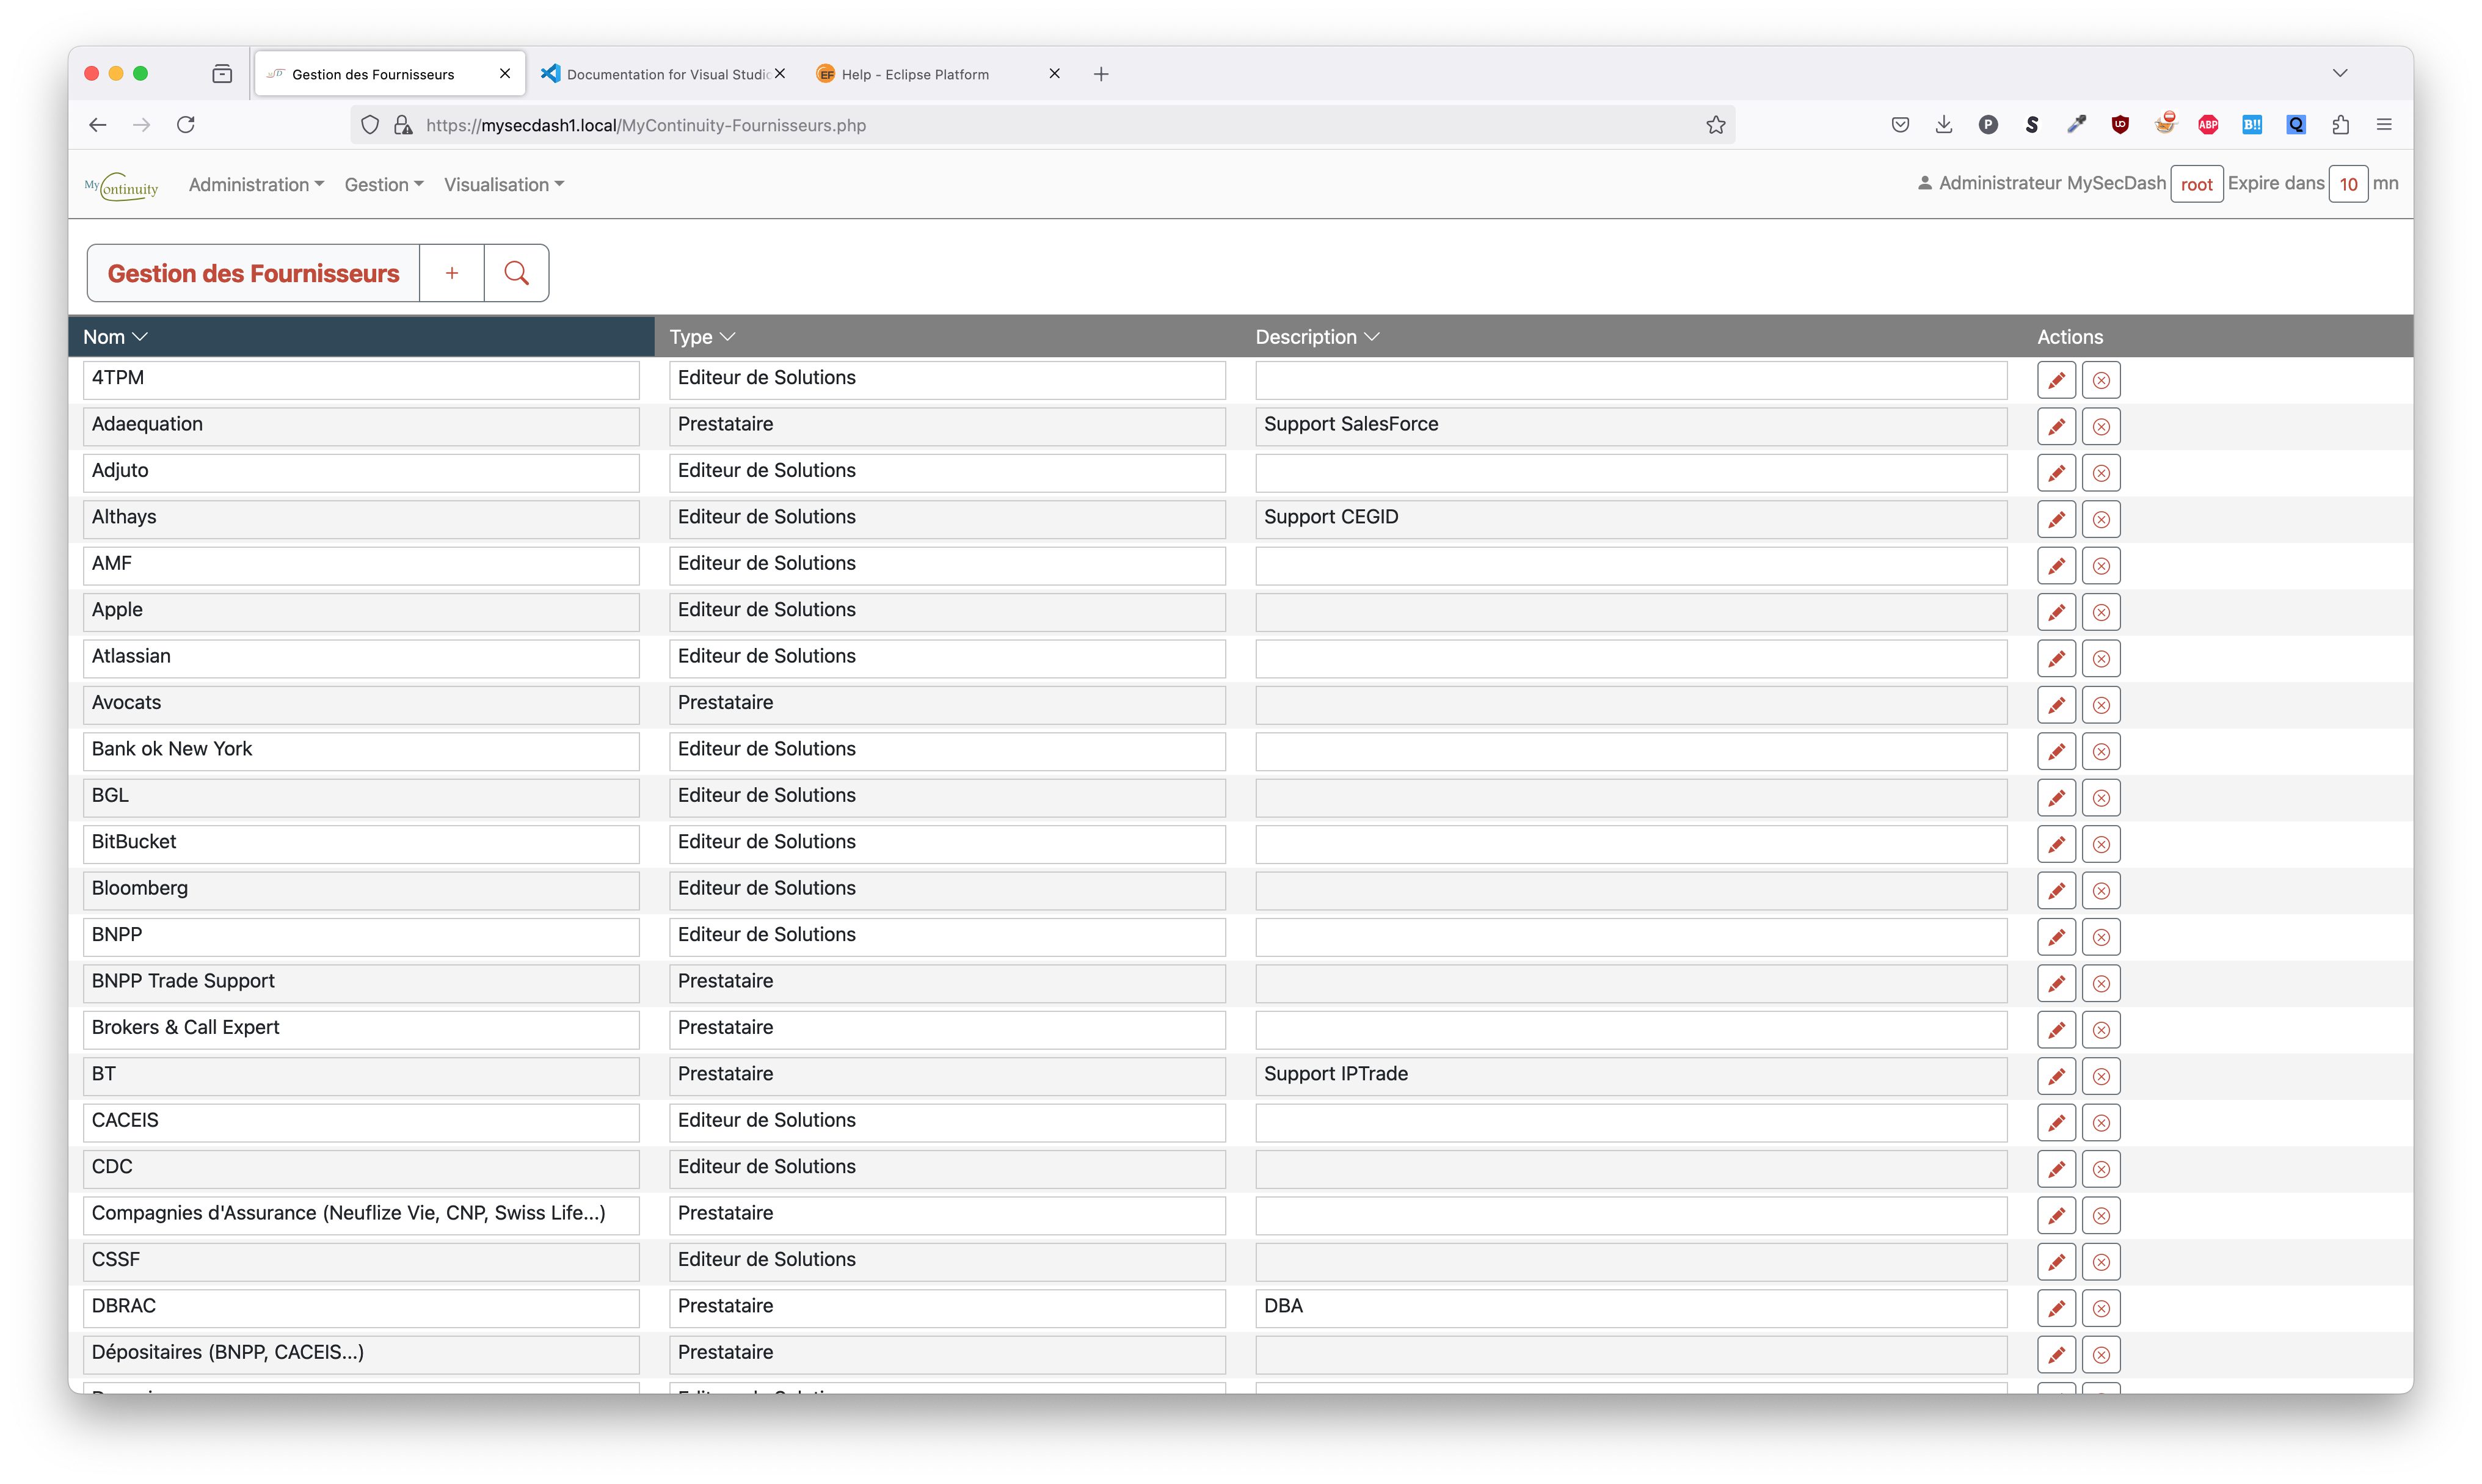 Gestion des Fournisseurs
Documentation for Visual Studio
Help - Eclipse Platform
https://mysecdash1.local/MyContinuity-Fournisseurs.php
MyContinuity Administration Gestion Visualisation Administrateur MySecDash root Expire dans 10 mn
Gestion des Fournisseurs +
Nom Type Description Actions
4TPM Editeur de Solutions
Adaequation Prestataire Support SalesForce
Adjuto Editeur de Solutions
Althays Editeur de Solutions Support CEGID
AMF Editeur de Solutions
Apple Editeur de Solutions
Atlassian Editeur de Solutions
Avocats Prestataire
Bank ok New York Editeur de Solutions
BGL Editeur de Solutions
BitBucket Editeur de Solutions
Bloomberg Editeur de Solutions
BNPP Editeur de Solutions
BNPP Trade Support Prestataire
Brokers & Call Expert Prestataire
BT Prestataire Support IPTrade
CACEIS Editeur de Solutions
CDC Editeur de Solutions
Compagnies d'Assurance (Neuflize Vie, CNP, Swiss Life...) Prestataire
CSSF Editeur de Solutions
DBRAC Prestataire DBA
Dépositaires (BNPP, CACEIS...) Prestataire